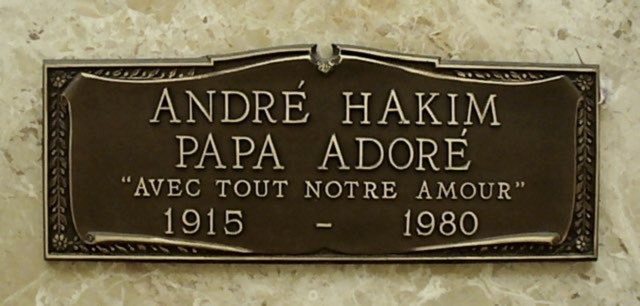 ANDRÉ HAKIM
PAPA ADORÉ
"AVEC TOUT NOTRE AMOUR"
1915 – 1980